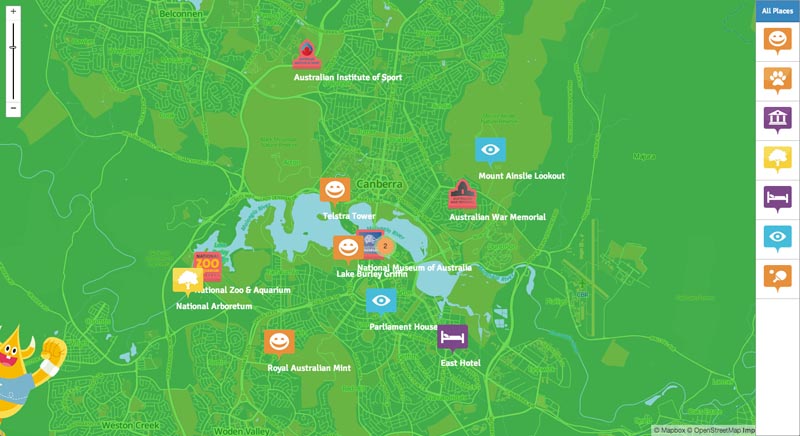 Belconnen
All Places
Australian Institute of Sport
Mount Ainslie Lookout
Majura
Canberra
Telstra Tower
Australian War Memorial
2
National Museum of Australia
Lake Burley Griffin
NATIONAL
ZOO
National Zoo & Aquarium
National Arboretum
Parliament House
East Hotel
Royal Australian Mint
Weston Creek
Woden Valley
© Mapbox © OpenStreetMap Imp